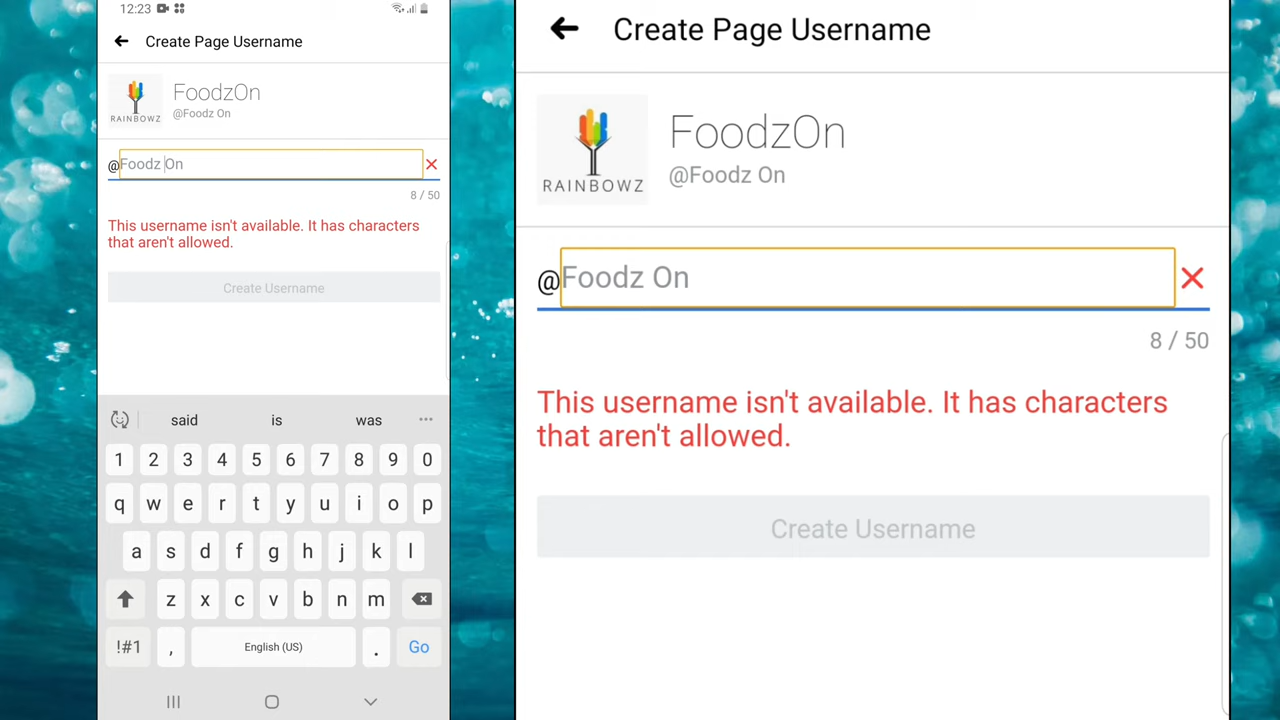 12:23
Create Page Username
FoodzOn
@Foodz On
RAINBOWZ
@Foodz On
8 / 50
This username isn't available. It has characters
that aren't allowed.
Create Username
said is was
1 2 3 4 5 6 7 8 9 0
q w e r t y u i o p
a s d f g h j k l
z x c v b n m
!#1 , English (US) . Go
Create Page Username
FoodzOn
@Foodz On
RAINBOWZ
@Foodz On
8 / 50
This username isn't available. It has characters
that aren't allowed.
Create Username